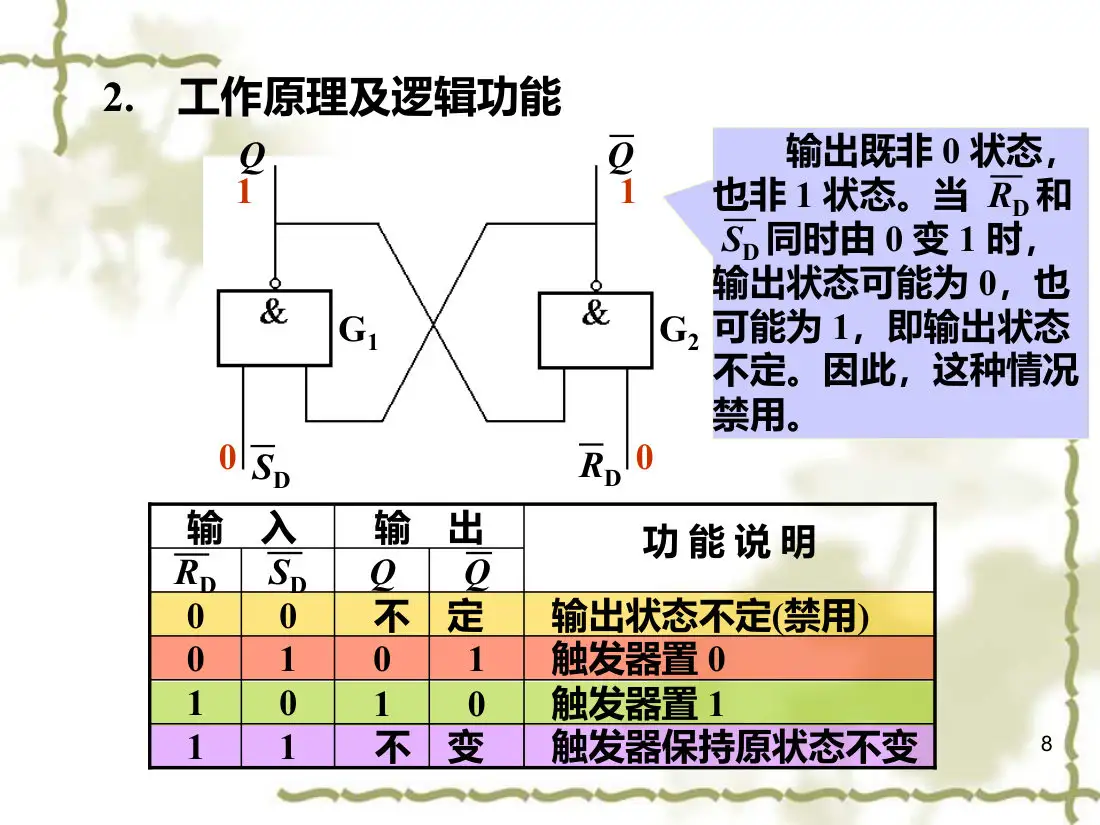 2. 工作原理及逻辑功能
Q Q̅
1 1
& G1 & G2
0 S̅D R̅D 0
输出既非 0 状态，
也非 1 状态。当 R̅D 和
S̅D 同时由 0 变 1 时，
输出状态可能为 0，也
可能为 1，即输出状态
不定。因此，这种情况
禁用。
输 入 输 出 功 能 说 明
R̅D S̅D Q Q̅
0 0 不 定 输出状态不定(禁用)
0 1 0 1 触发器置 0
1 0 1 0 触发器置 1
1 1 不 变 触发器保持原状态不变
8